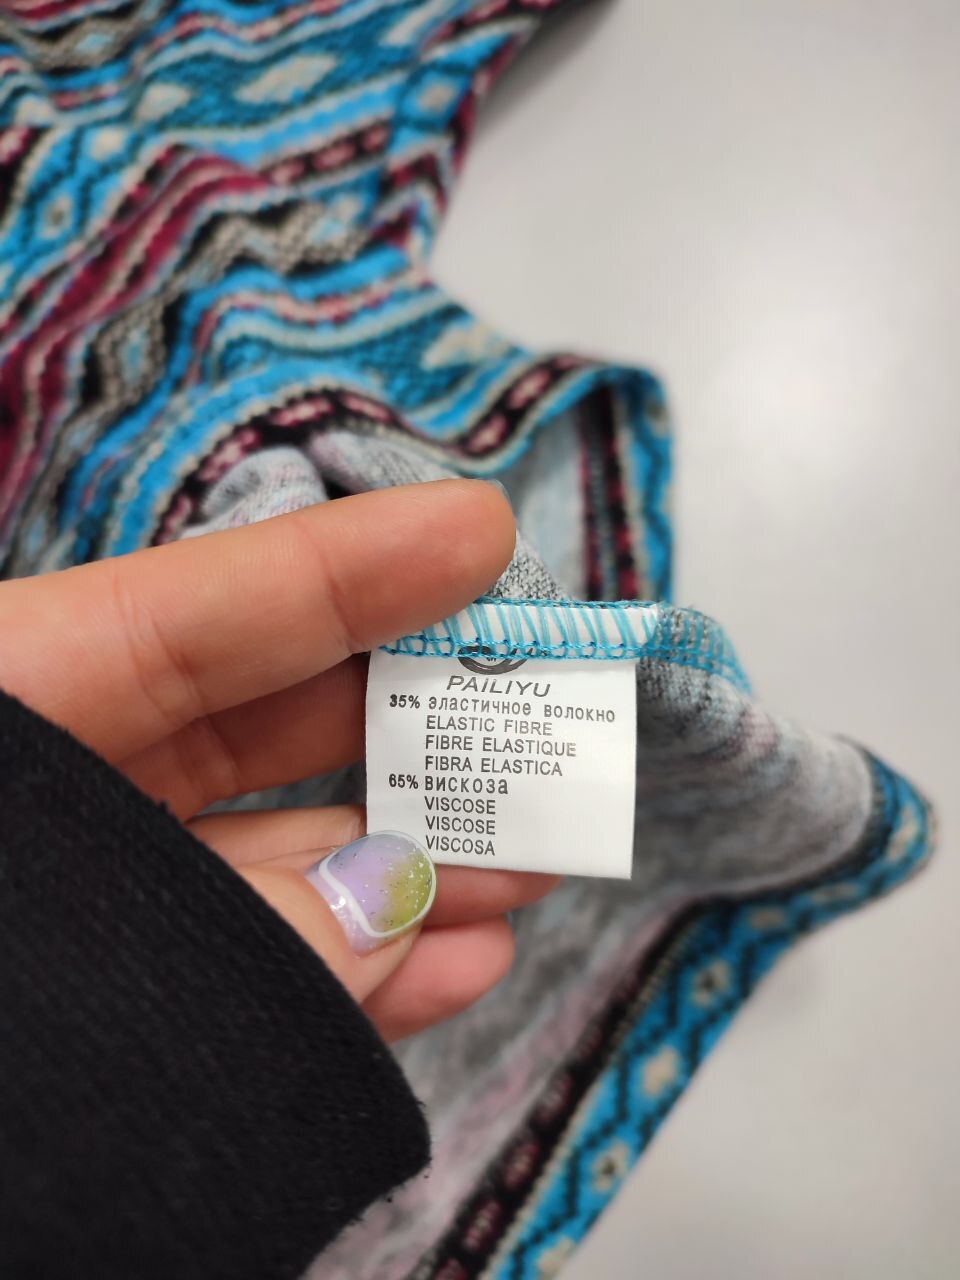 PAILIYU
35% эластичное волокно
ELASTIC FIBRE
FIBRE ELASTIQUE
FIBRA ELASTICA
65% вискоза
VISCOSE
VISCOSE
VISCOSA